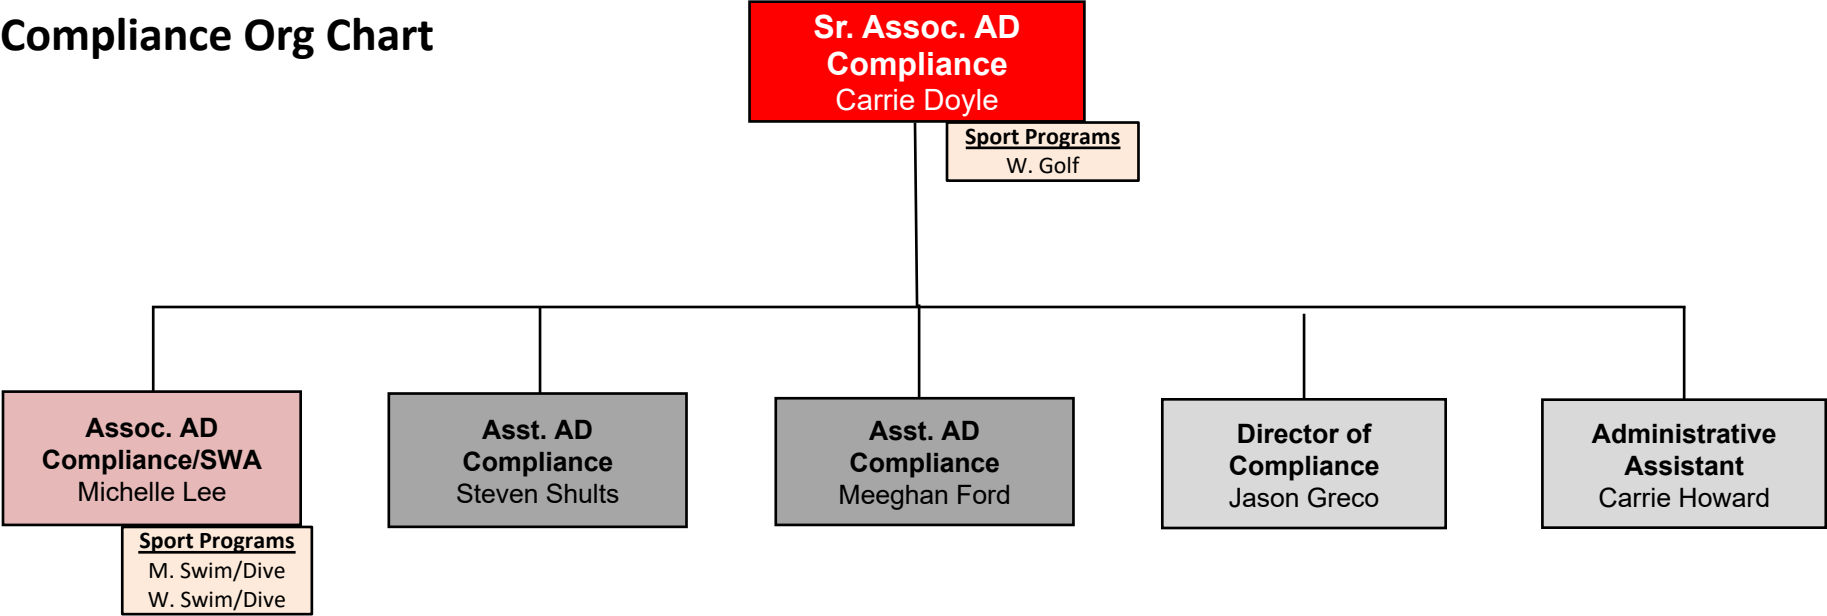 Compliance Org Chart
Sr. Assoc. AD
Compliance
Carrie Doyle
Sport Programs
W. Golf
Assoc. AD
Compliance/SWA
Michelle Lee
Sport Programs
M. Swim/Dive
W. Swim/Dive
Asst. AD
Compliance
Steven Shults
Asst. AD
Compliance
Meeghan Ford
Director of
Compliance
Jason Greco
Administrative
Assistant
Carrie Howard